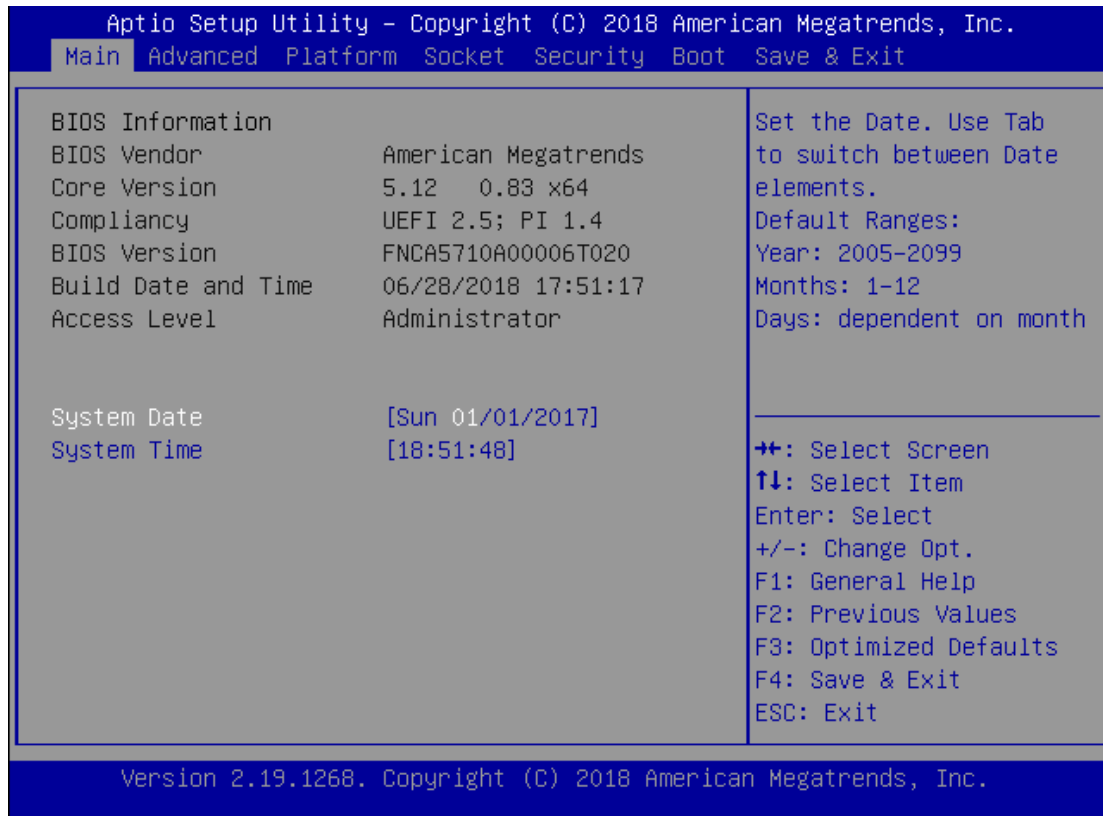 Aptio Setup Utility – Copyright (C) 2018 American Megatrends, Inc.
Main Advanced Platform Socket Security Boot Save & Exit
BIOS Information
BIOS Vendor American Megatrends
Core Version 5.12 0.83 x64
Compliancy UEFI 2.5; PI 1.4
BIOS Version FNCA5710A00006T020
Build Date and Time 06/28/2018 17:51:17
Access Level Administrator
System Date [Sun 01/01/2017]
System Time [18:51:48]
Set the Date. Use Tab
to switch between Date
elements.
Default Ranges:
Year: 2005-2099
Months: 1-12
Days: dependent on month
→←: Select Screen
↑↓: Select Item
Enter: Select
+/-: Change Opt.
F1: General Help
F2: Previous Values
F3: Optimized Defaults
F4: Save & Exit
ESC: Exit
Version 2.19.1268. Copyright (C) 2018 American Megatrends, Inc.